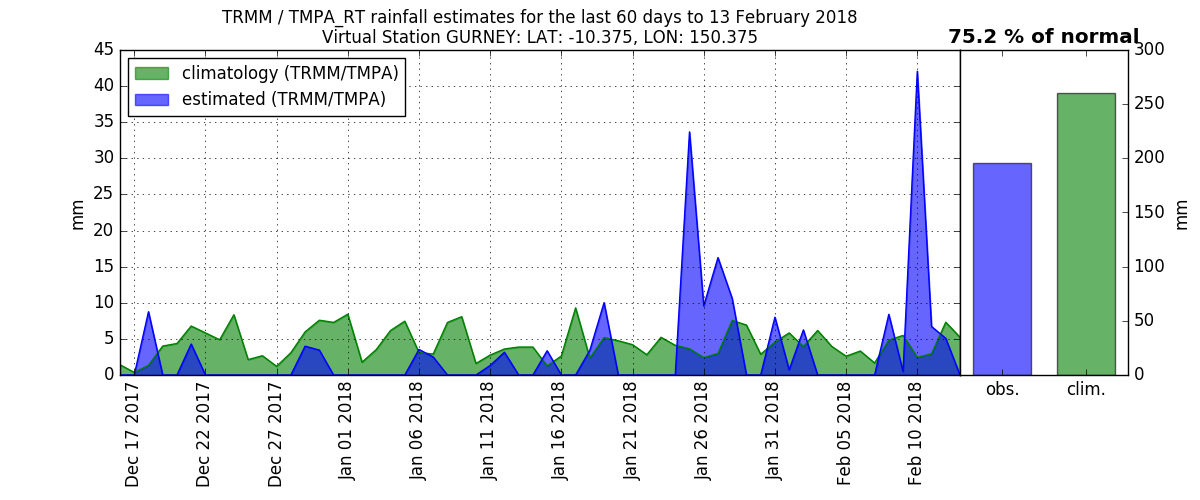 TRMM / TMPA_RT rainfall estimates for the last 60 days to 13 February 2018
Virtual Station GURNEY: LAT: -10.375, LON: 150.375
75.2 % of normal
climatology (TRMM/TMPA)
estimated (TRMM/TMPA)
mm
45
40
35
30
25
20
15
10
5
0
Dec 17 2017
Dec 22 2017
Dec 27 2017
Jan 01 2018
Jan 06 2018
Jan 11 2018
Jan 16 2018
Jan 21 2018
Jan 26 2018
Jan 31 2018
Feb 05 2018
Feb 10 2018
obs.
clim.
300
250
200
150
100
50
0
mm